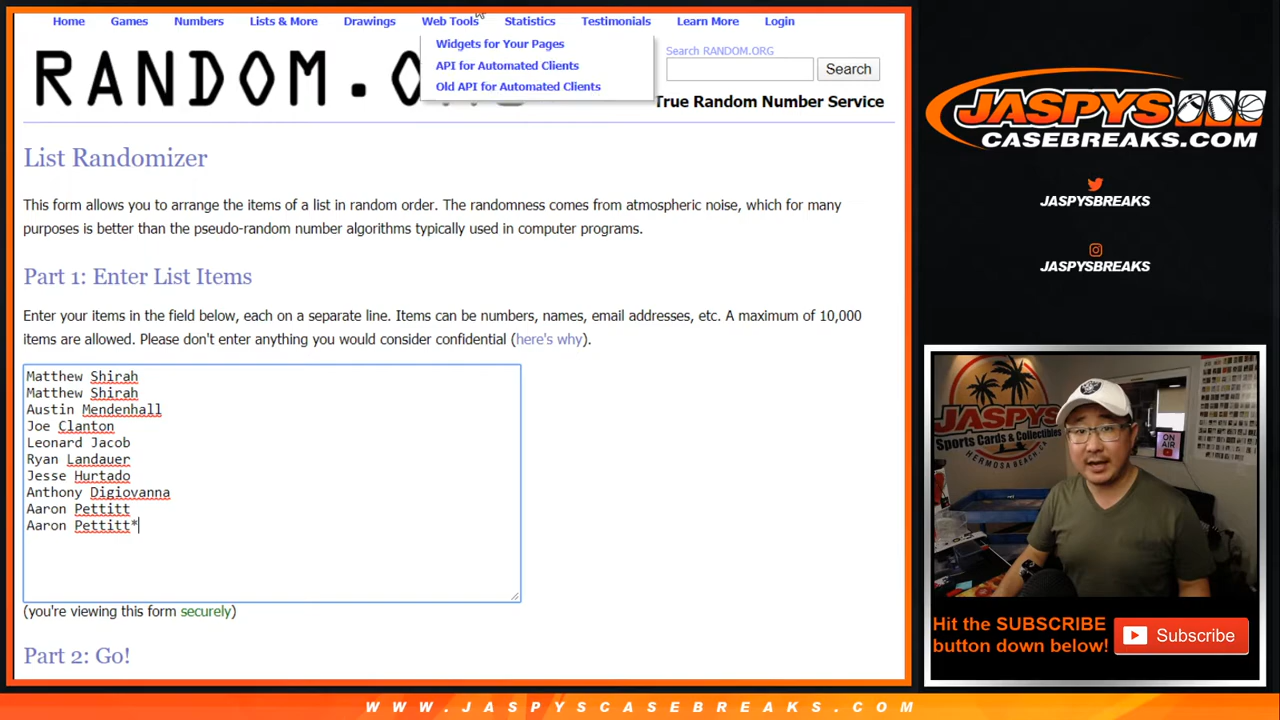 Home Games Numbers Lists & More Drawings Web Tools Statistics Testimonials Learn More Login
Widgets for Your Pages
API for Automated Clients
Old API for Automated Clients
Search RANDOM.ORG
Search
RANDOM.O
True Random Number Service
List Randomizer
This form allows you to arrange the items of a list in random order. The randomness comes from atmospheric noise, which for many
purposes is better than the pseudo-random number algorithms typically used in computer programs.
Part 1: Enter List Items
Enter your items in the field below, each on a separate line. Items can be numbers, names, email addresses, etc. A maximum of 10,000
items are allowed. Please don't enter anything you would consider confidential (here's why).
Matthew Shirah
Matthew Shirah
Austin Mendenhall
Joe Clanton
Leonard Jacob
Ryan Landauer
Jesse Hurtado
Anthony Digiovanna
Aaron Pettitt
Aaron Pettitt*
(you're viewing this form securely)
Part 2: Go!
JASPYS
CASEBREAKS.COM
JASPYSBREAKS
JASPYSBREAKS
JASPYS
Sports Cards & Collectibles
HERMOSA BEACH, CA
ON AIR
Hit the SUBSCRIBE
button down below!
Subscribe
WWW.JASPYSCASEBREAKS.COM